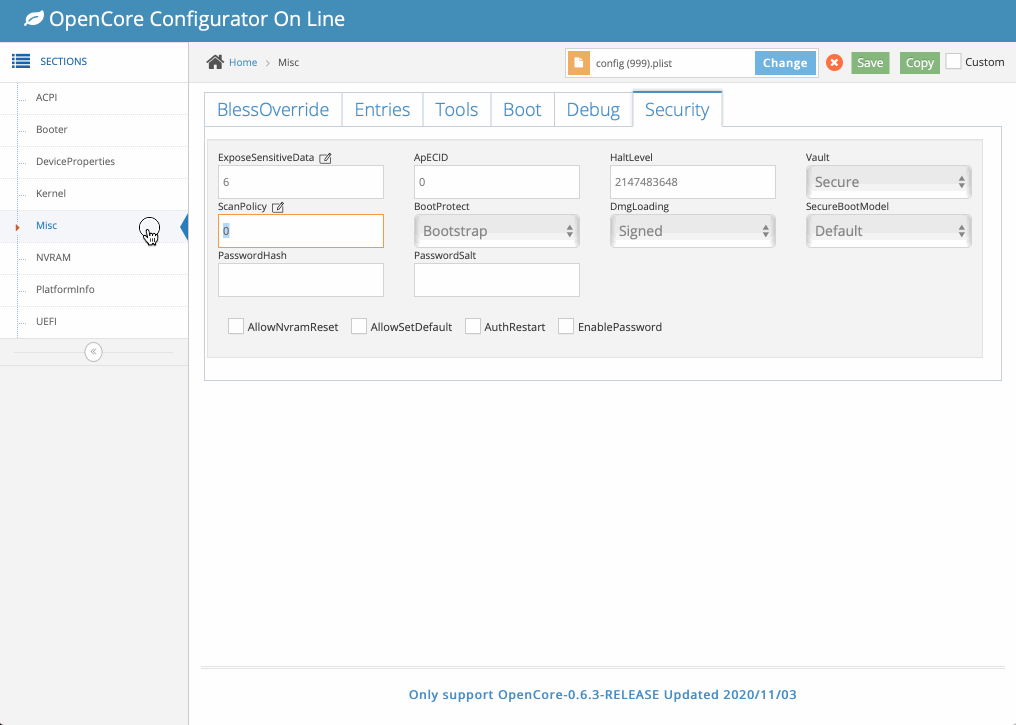 OpenCore Configurator On Line
SECTIONS
Home > Misc
config (999).plist
Change
Save
Copy
Custom
ACPI
Booter
DeviceProperties
Kernel
Misc
NVRAM
PlatformInfo
UEFI
BlessOverride
Entries
Tools
Boot
Debug
Security
ExposeSensitiveData
ApECID
HaltLevel
Vault
6
0
2147483648
Secure
ScanPolicy
BootProtect
DmgLoading
SecureBootModel
0
Bootstrap
Signed
Default
PasswordHash
PasswordSalt
AllowNvramReset
AllowSetDefault
AuthRestart
EnablePassword
Only support OpenCore-0.6.3-RELEASE Updated 2020/11/03